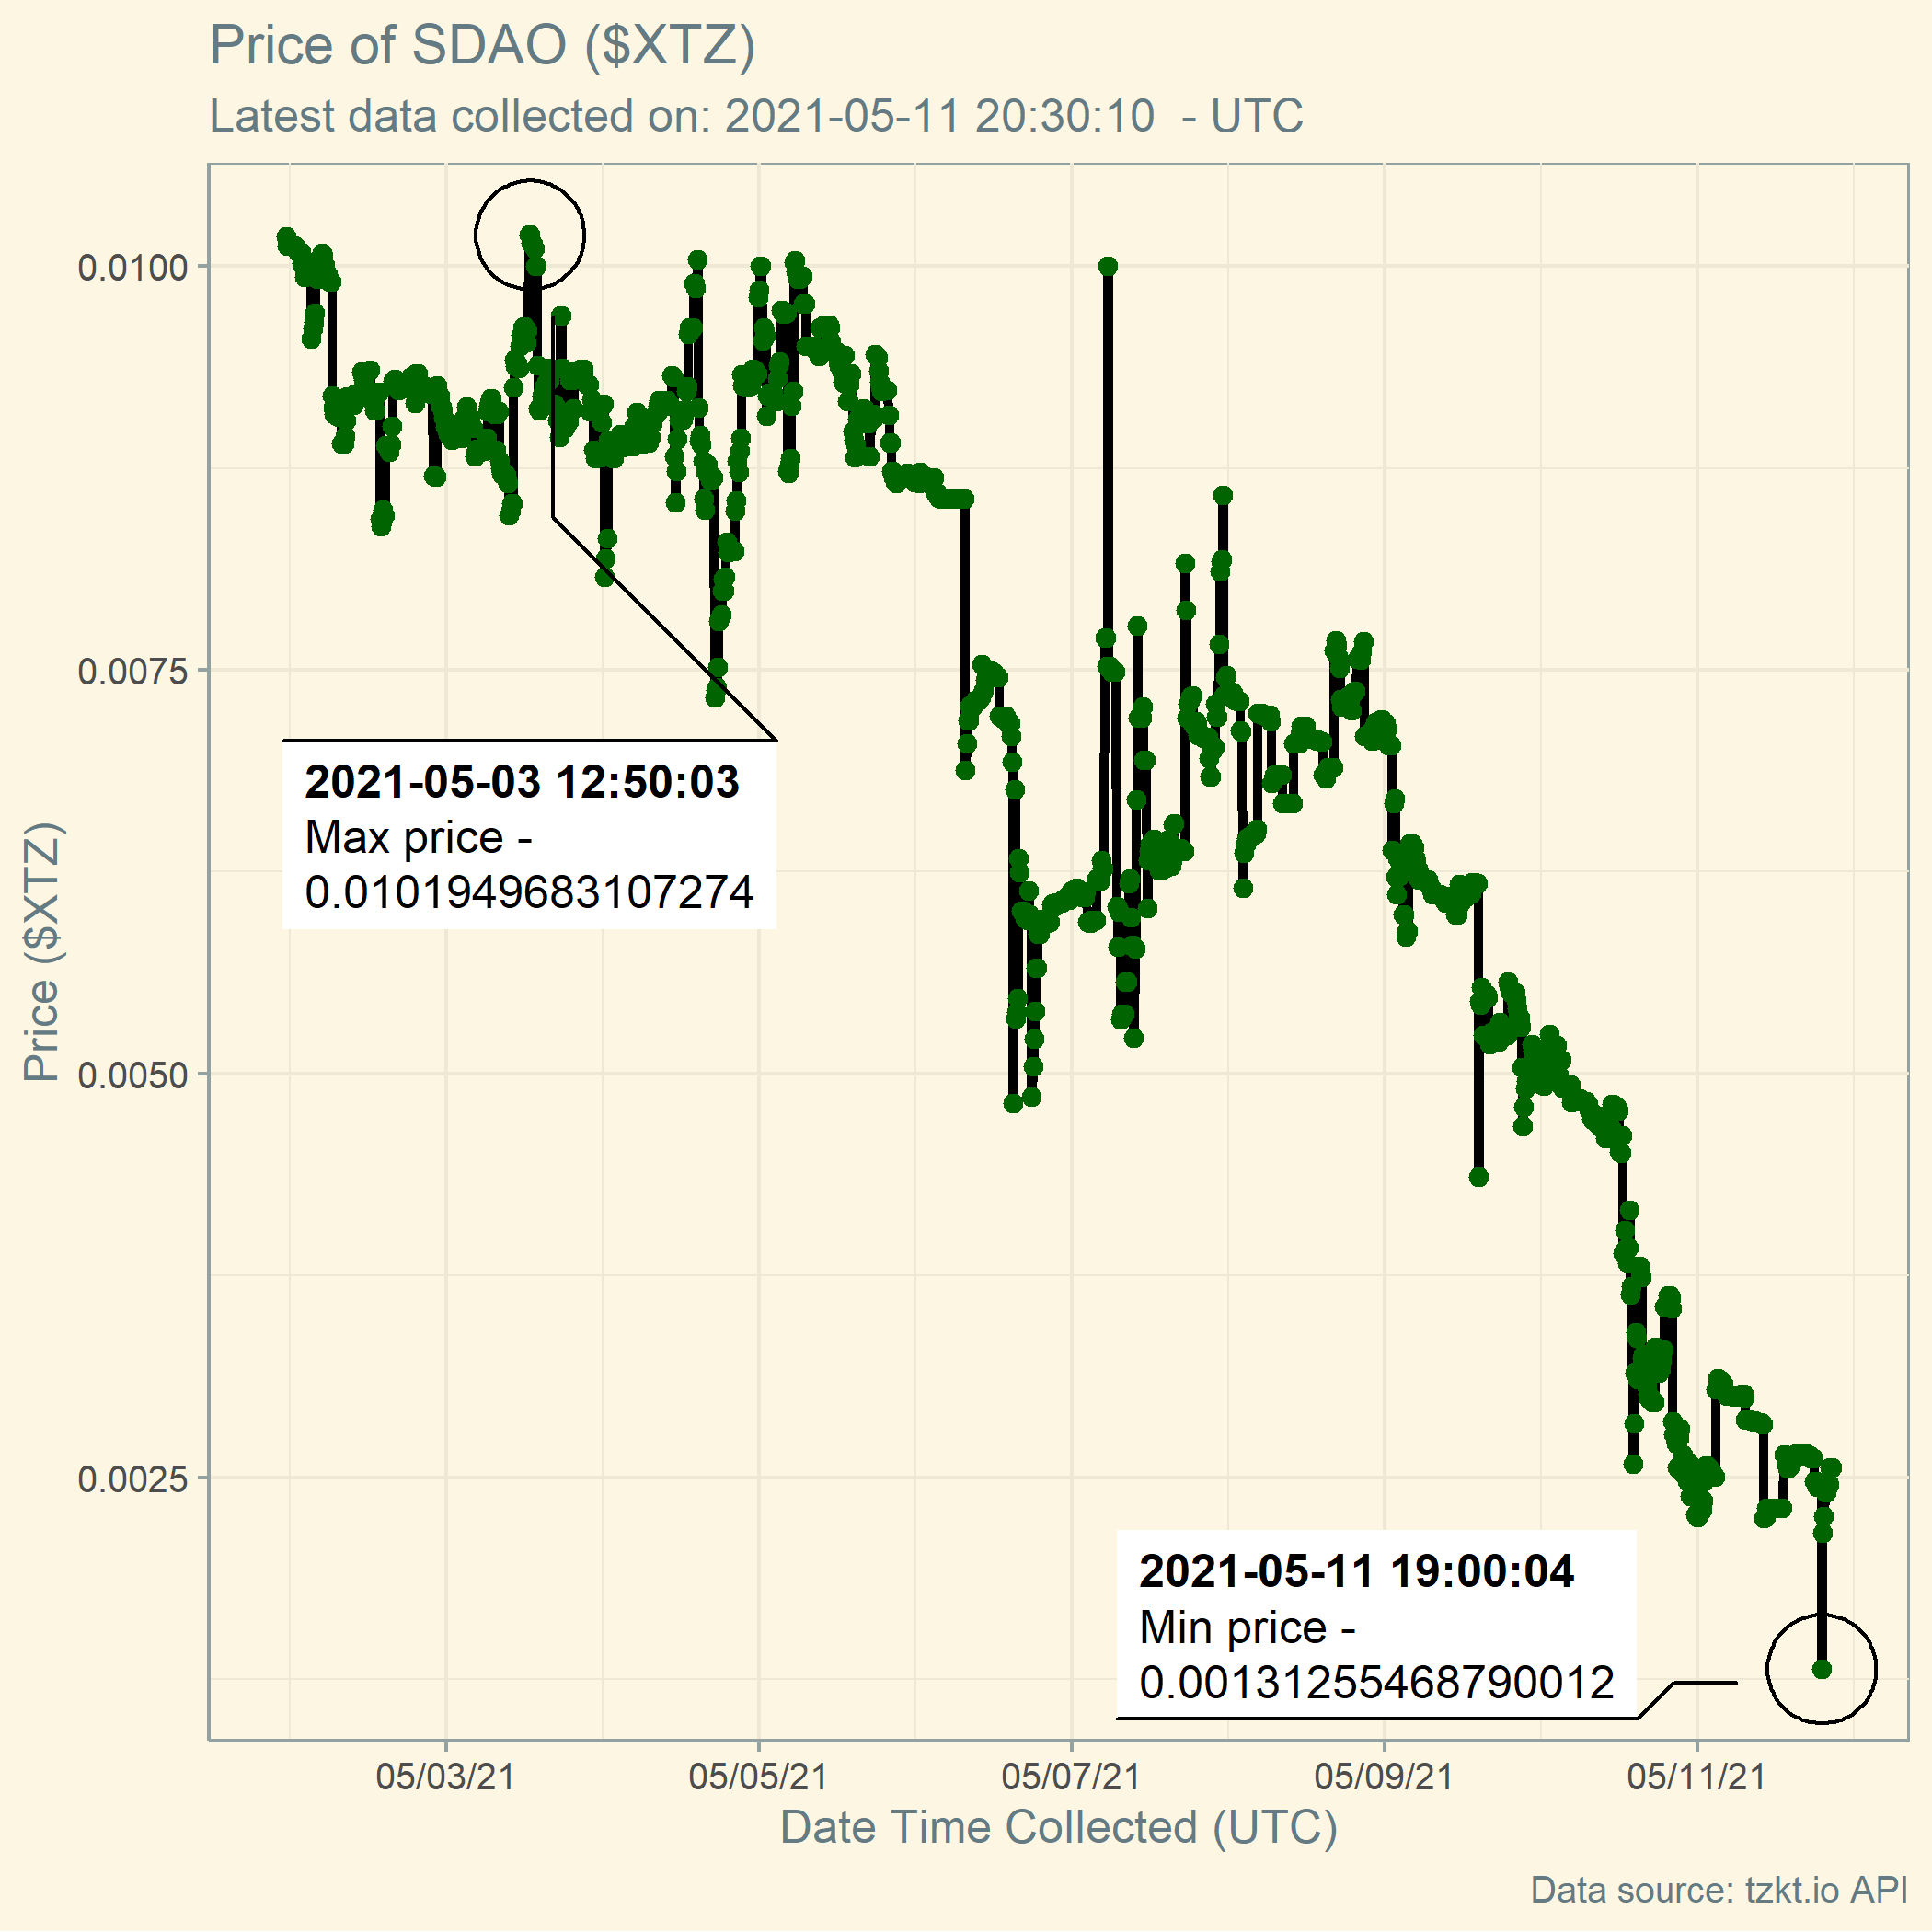 Price of SDAO ($XTZ)
Latest data collected on: 2021-05-11 20:30:10  - UTC
Price ($XTZ)
0.0100
0.0075
0.0050
0.0025
2021-05-03 12:50:03
Max price -
0.0101949683107274
2021-05-11 19:00:04
Min price -
0.00131255468790012
05/03/21
05/05/21
05/07/21
05/09/21
05/11/21
Date Time Collected (UTC)
Data source: tzkt.io API